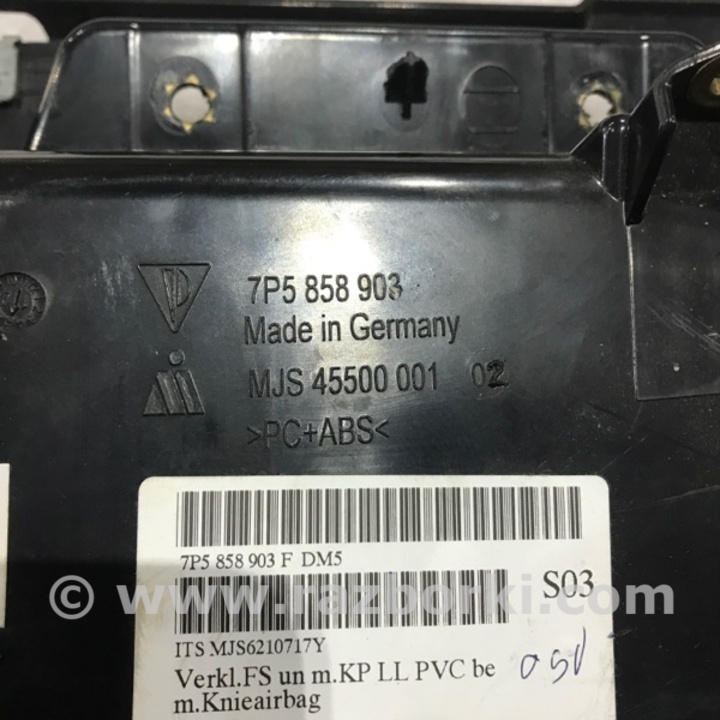 7P5 858 903
Made in Germany
MJS 45500 001 02
>PC+ABS<
7P5 858 903 F DM5
S03
© www.razborki.com
ITS MJS6210717Y
Verkl.FS un m.KP LL PVC be
m.Knieairbag